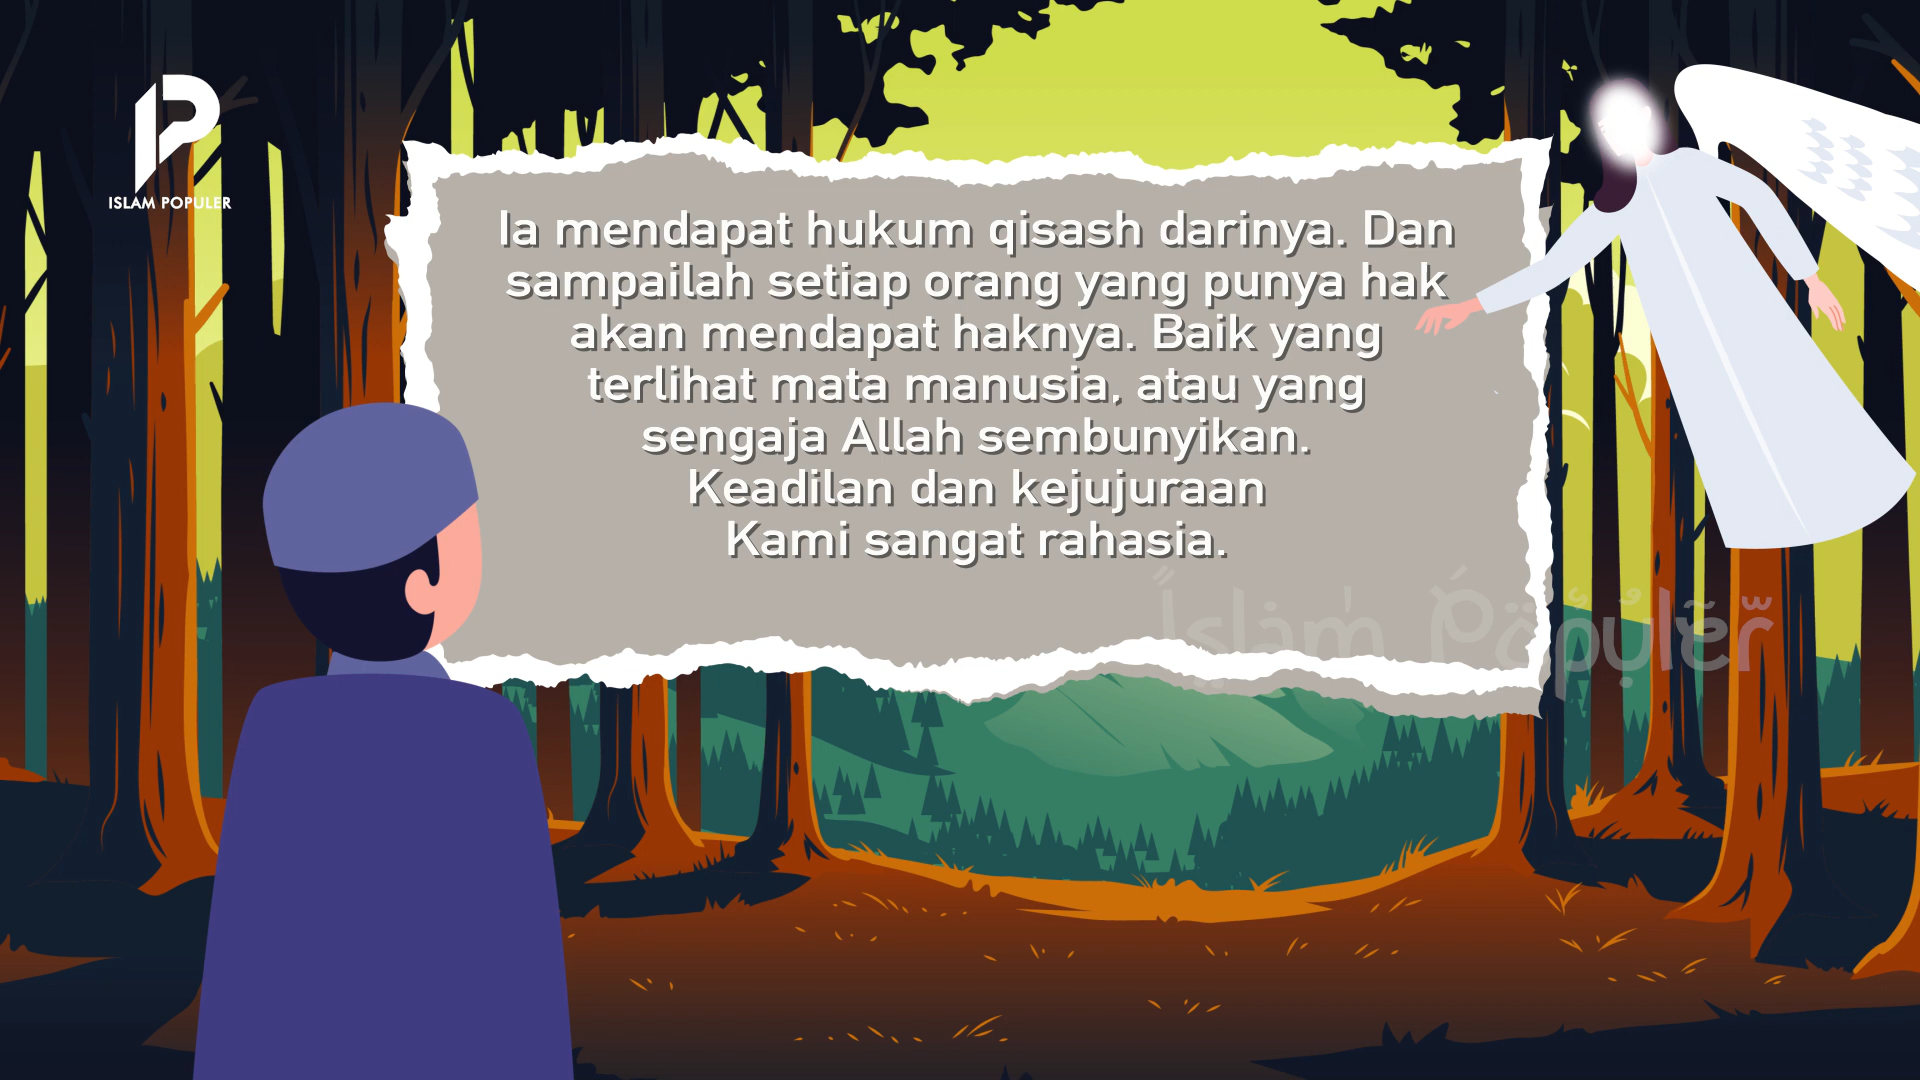 ISLAM POPULER
Ia mendapat hukum qisash darinya. Dan
sampailah setiap orang yang punya hak
akan mendapat haknya. Baik yang
terlihat mata manusia, atau yang
sengaja Allah sembunyikan.
Keadilan dan kejujuraan
Kami sangat rahasia.
Islam Populer